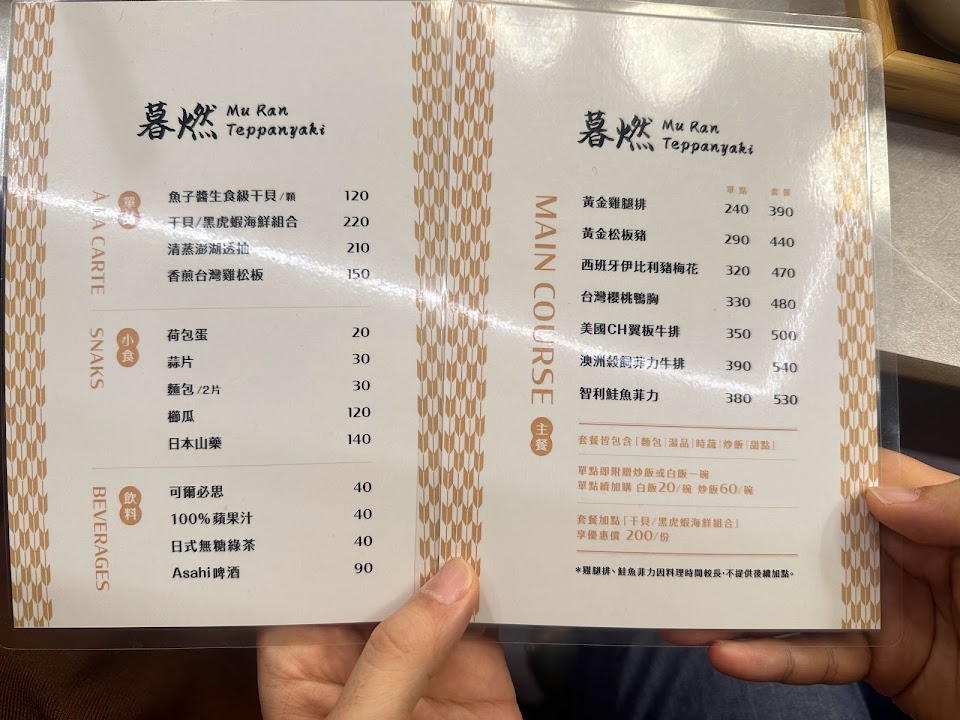 暮燃 Mu Ran Teppanyaki
單點
À LA CARTE
魚子醬生食級干貝/顆 120
干貝/黑虎蝦海鮮組合 220
清蒸澎湖透抽 210
香煎台灣雞松板 150
小食
SNAKS
荷包蛋 20
蒜片 30
麵包/2片 30
櫛瓜 120
日本山藥 140
飲料
BEVERAGES
可爾必思 40
100%蘋果汁 40
日式無糖綠茶 40
Asahi啤酒 90
暮燃 Mu Ran Teppanyaki
MAIN COURSE
主餐
單點 套餐
黃金雞腿排 240 390
黃金松板豬 290 440
西班牙伊比利豬梅花 320 470
台灣櫻桃鴨胸 330 480
美國CH翼板牛排 350 500
澳洲穀飼菲力牛排 390 540
智利鮭魚菲力 380 530
套餐皆包含「麵包|湯品|時蔬|炒飯|甜點」
單點即附贈炒飯或白飯一碗
單點續加購 白飯20/碗 炒飯60/碗
套餐加點「干貝/黑虎蝦海鮮組合」
享優惠價 200/份
*雞腿排、鮭魚菲力因料理時間較長,不提供後續加點。